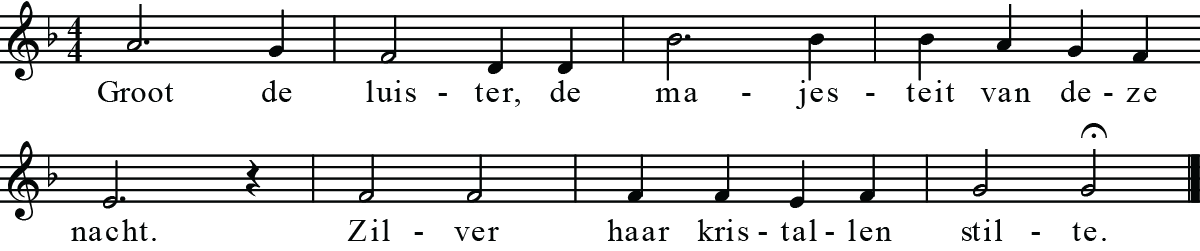 Groot de luis - ter, de ma - jes - teit van de - ze
nacht. Zil - ver haar kris - tal - len stil - te.